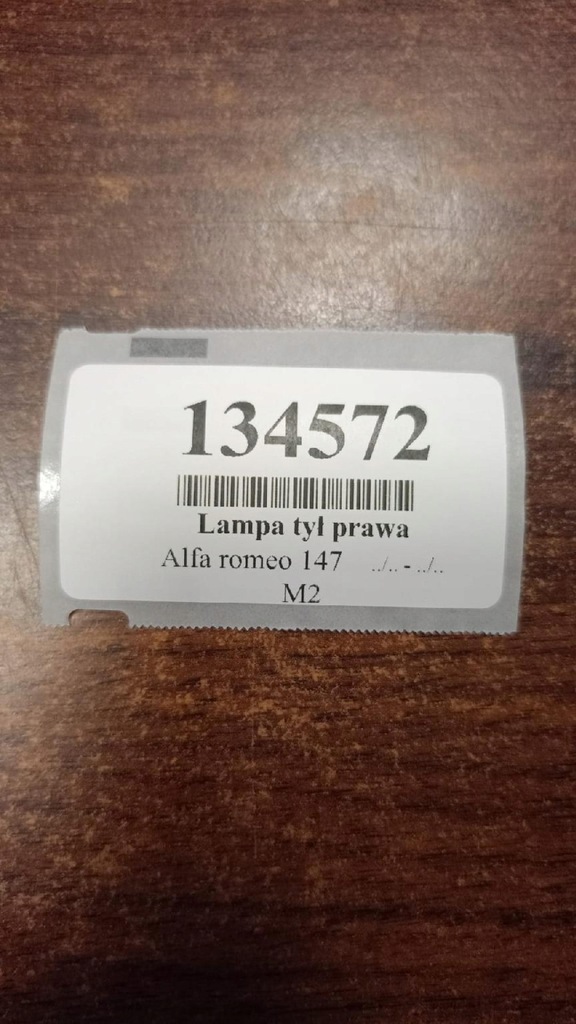 134572
Lampa tył prawa
Alfa romeo 147 ../.. - ../..
M2